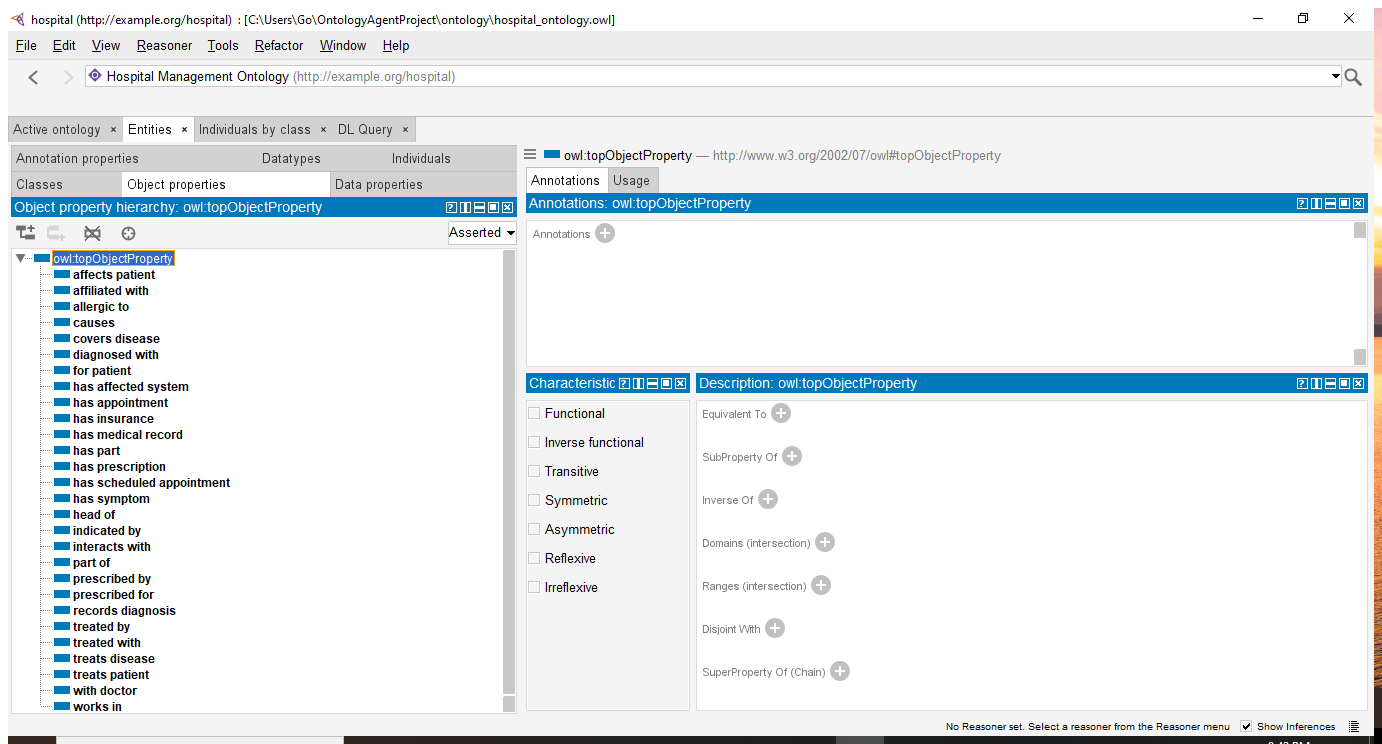 hospital (http://example.org/hospital) : [C:\Users\Go\OntologyAgentProject\ontology\hospital_ontology.owl]
File Edit View Reasoner Tools Refactor Window Help
Hospital Management Ontology (http://example.org/hospital)
Active ontology × Entities × Individuals by class × DL Query ×
Annotation properties Datatypes Individuals
Classes Object properties Data properties
Object property hierarchy: owl:topObjectProperty
Asserted
owl:topObjectProperty
affects patient
affiliated with
allergic to
causes
covers disease
diagnosed with
for patient
has affected system
has appointment
has insurance
has medical record
has part
has prescription
has scheduled appointment
has symptom
head of
indicated by
interacts with
part of
prescribed by
prescribed for
records diagnosis
treated by
treated with
treats disease
treats patient
with doctor
works in
owl:topObjectProperty — http://www.w3.org/2002/07/owl#topObjectProperty
Annotations Usage
Annotations: owl:topObjectProperty
Annotations
Characteristic
Functional
Inverse functional
Transitive
Symmetric
Asymmetric
Reflexive
Irreflexive
Description: owl:topObjectProperty
Equivalent To
SubProperty Of
Inverse Of
Domains (intersection)
Ranges (intersection)
Disjoint With
SuperProperty Of (Chain)
No Reasoner set. Select a reasoner from the Reasoner menu Show Inferences